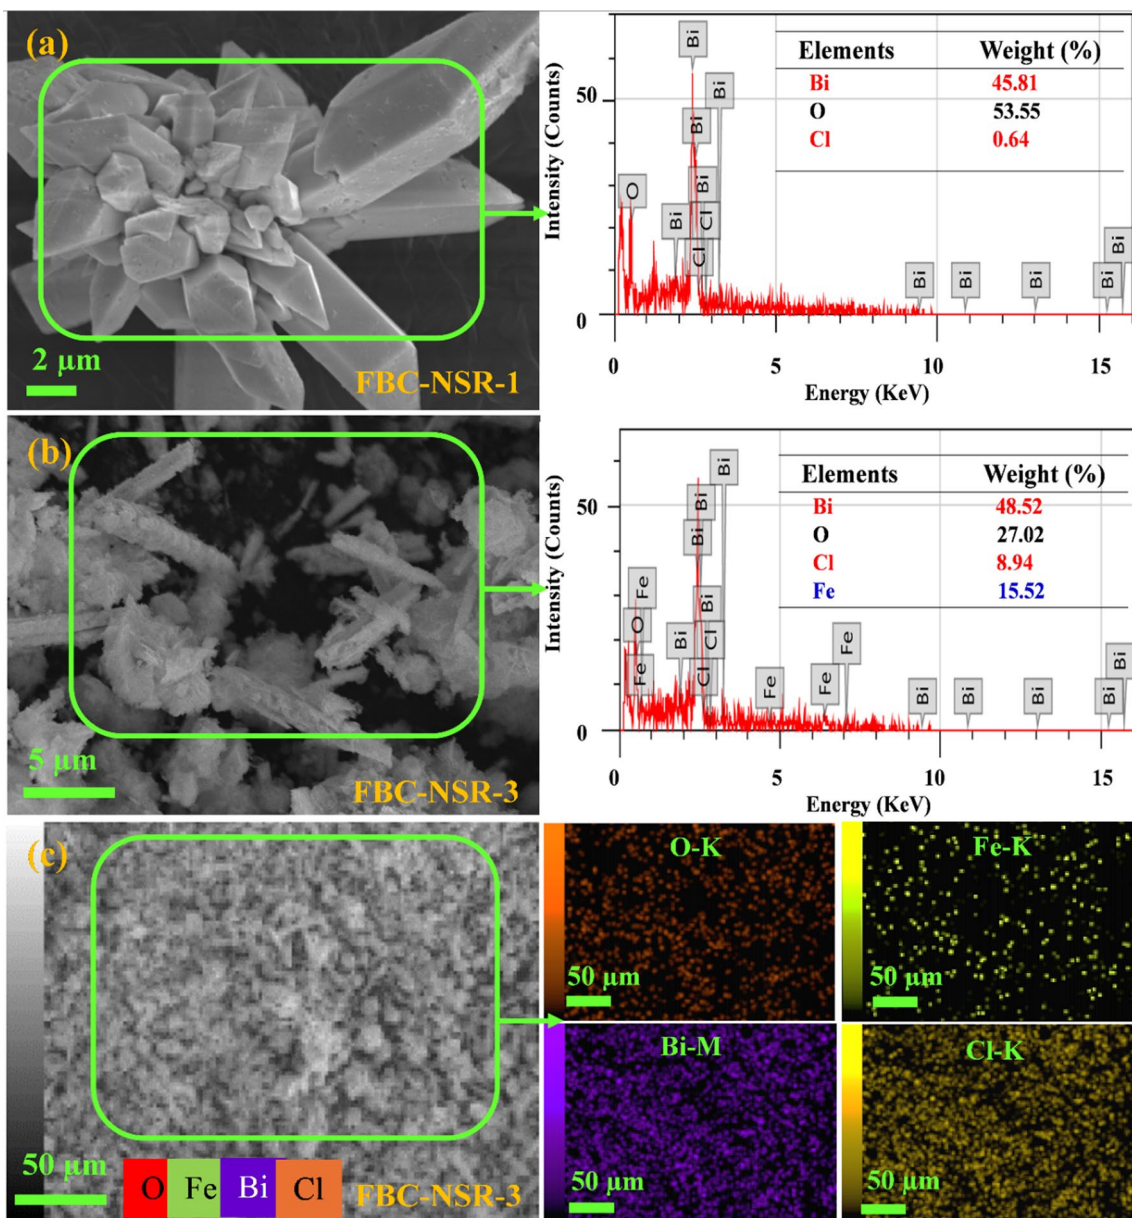 (a)
2 µm
FBC-NSR-1
Intensity (Counts)
50
0
Elements Weight (%)
Bi 45.81
O 53.55
Cl 0.64
O
Bi
Bi
Bi
Bi
Cl
Cl
Bi
Bi
Bi
Bi
Bi
Bi
0 5 10 15
Energy (KeV)
(b)
5 µm
FBC-NSR-3
Intensity (Counts)
50
0
Elements Weight (%)
Bi 48.52
O 27.02
Cl 8.94
Fe 15.52
Fe
O
Fe
Bi
Bi
Bi
Bi
Cl
Cl
Bi
Fe
Fe
Fe
Bi
Bi
Bi
Bi
Bi
0 5 10 15
Energy (KeV)
(c)
50 µm
O Fe Bi Cl
FBC-NSR-3
O-K
50 µm
Fe-K
50 µm
Bi-M
50 µm
Cl-K
50 µm